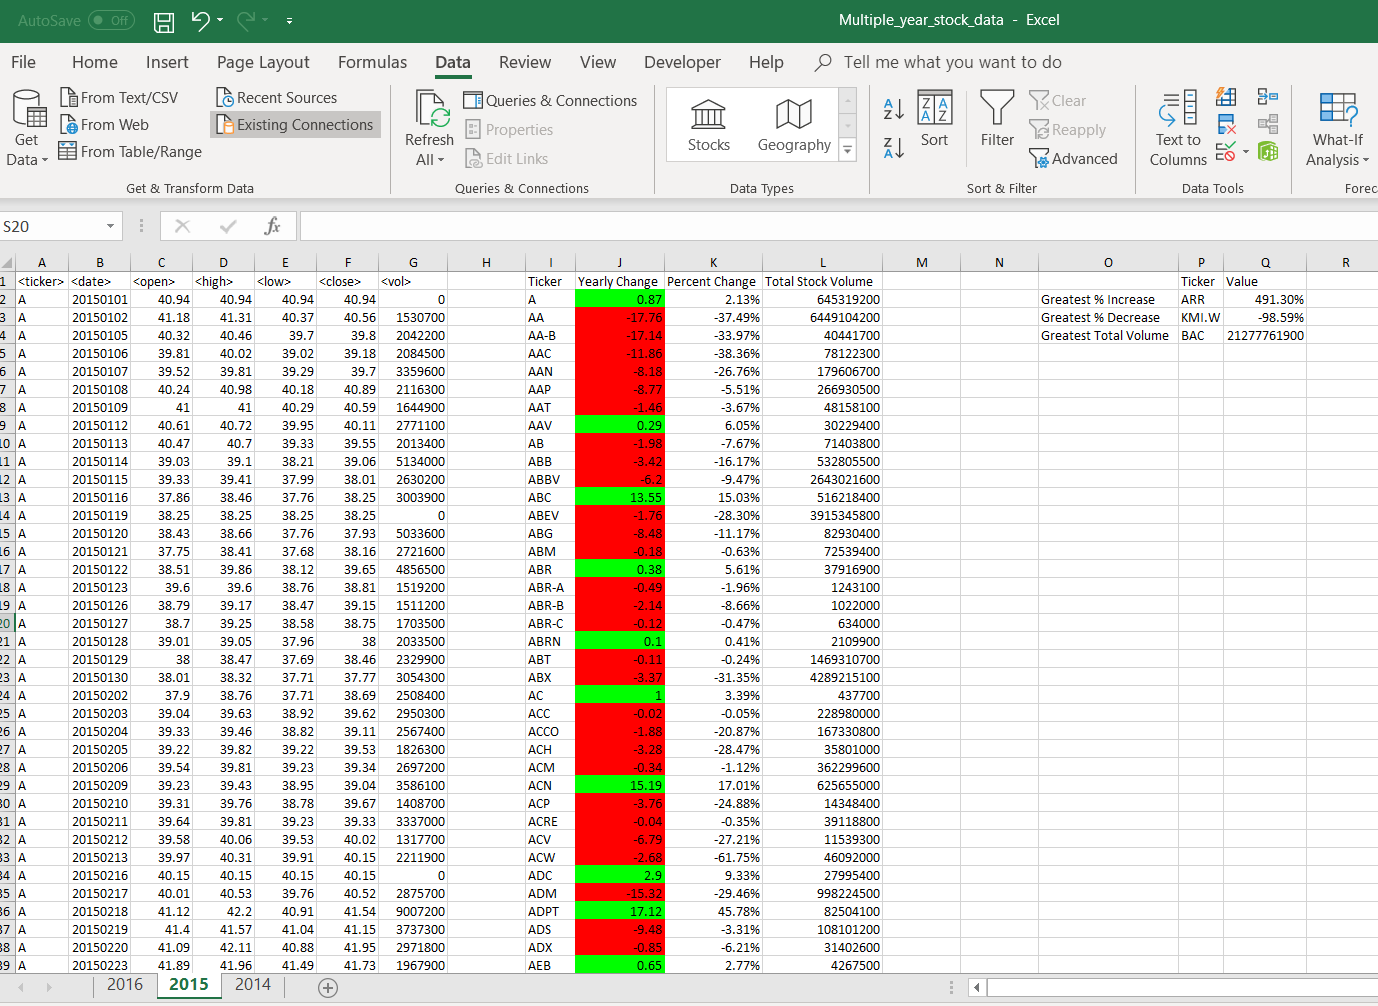 AutoSave Off Multiple_year_stock_data - Excel
File Home Insert Page Layout Formulas Data Review View Developer Help Tell me what you want to do
Get Data
From Text/CSV
From Web
From Table/Range
Recent Sources
Existing Connections
Get & Transform Data
Refresh All
Queries & Connections
Properties
Edit Links
Queries & Connections
Stocks Geography
Data Types
Sort
Filter
Clear
Reapply
Advanced
Sort & Filter
Text to Columns
Data Tools
What-If Analysis
Forec
S20 fx
A B C D E F G H I J K L M N O P Q R
1 <ticker> <date> <open> <high> <low> <close> <vol> Ticker Yearly Change Percent Change Total Stock Volume Ticker Value
2 A 20150101 40.94 40.94 40.94 40.94 0 A 0.87 2.13% 645319200 Greatest % Increase ARR 491.30%
3 A 20150102 41.18 41.31 40.37 40.56 1530700 AA -17.76 -37.49% 6449104200 Greatest % Decrease KMI.W -98.59%
4 A 20150105 40.32 40.46 39.7 39.8 2042200 AA-B -17.14 -33.97% 40441700 Greatest Total Volume BAC 21277761900
5 A 20150106 39.81 40.02 39.02 39.18 2084500 AAC -11.86 -38.36% 78122300
6 A 20150107 39.52 39.81 39.29 39.7 3359600 AAN -8.18 -26.76% 179606700
7 A 20150108 40.24 40.98 40.18 40.89 2116300 AAP -8.77 -5.51% 266930500
8 A 20150109 41 41 40.29 40.59 1644900 AAT -1.46 -3.67% 48158100
9 A 20150112 40.61 40.72 39.95 40.11 2771100 AAV 0.29 6.05% 30229400
10 A 20150113 40.47 40.7 39.33 39.55 2013400 AB -1.98 -7.67% 71403800
11 A 20150114 39.03 39.1 38.21 39.06 5134000 ABB -3.42 -16.17% 532805500
12 A 20150115 39.33 39.41 37.99 38.01 2630200 ABBV -6.2 -9.47% 2643021600
13 A 20150116 37.86 38.46 37.76 38.25 3003900 ABC 13.55 15.03% 516218400
14 A 20150119 38.25 38.25 38.25 38.25 0 ABEV -1.76 -28.30% 3915345800
15 A 20150120 38.43 38.66 37.76 37.93 5033600 ABG -8.48 -11.17% 82930400
16 A 20150121 37.75 38.41 37.68 38.16 2721600 ABM -0.18 -0.63% 72539400
17 A 20150122 38.51 39.86 38.12 39.65 4856500 ABR 0.38 5.61% 37916900
18 A 20150123 39.6 39.6 38.76 38.81 1519200 ABR-A -0.49 -1.96% 1243100
19 A 20150126 38.79 39.17 38.47 39.15 1511200 ABR-B -2.14 -8.66% 1022000
20 A 20150127 38.7 39.25 38.58 38.75 1703500 ABR-C -0.12 -0.47% 634000
21 A 20150128 39.01 39.05 37.96 38 2033500 ABRN 0.1 0.41% 2109900
22 A 20150129 38 38.47 37.69 38.46 2329900 ABT -0.11 -0.24% 1469310700
23 A 20150130 38.01 38.32 37.71 37.77 3054300 ABX -3.37 -31.35% 4289215100
24 A 20150202 37.9 38.76 37.71 38.69 2508400 AC 1 3.39% 437700
25 A 20150203 39.04 39.63 38.92 39.62 2950300 ACC -0.02 -0.05% 228980000
26 A 20150204 39.33 39.46 38.82 39.11 2567400 ACCO -1.88 -20.87% 167330800
27 A 20150205 39.22 39.82 39.22 39.53 1826300 ACH -3.28 -28.47% 35801000
28 A 20150206 39.54 39.81 39.23 39.34 2697200 ACM -0.34 -1.12% 362299600
29 A 20150209 39.23 39.43 38.95 39.04 3586100 ACN 15.19 17.01% 625655000
30 A 20150210 39.31 39.76 38.78 39.67 1408700 ACP -3.76 -24.88% 14348400
31 A 20150211 39.64 39.81 39.23 39.33 3337000 ACRE -0.04 -0.35% 39118800
32 A 20150212 39.58 40.06 39.53 40.02 1317700 ACV -6.79 -27.21% 11539300
33 A 20150213 39.97 40.31 39.91 40.15 2211900 ACW -2.68 -61.75% 46092000
34 A 20150216 40.15 40.15 40.15 40.15 0 ADC 2.9 9.33% 27995400
35 A 20150217 40.01 40.53 39.76 40.52 2875700 ADM -15.32 -29.46% 998224500
36 A 20150218 41.12 42.2 40.91 41.54 9007200 ADPT 17.12 45.78% 82504100
37 A 20150219 41.4 41.57 41.04 41.15 3737300 ADS -9.48 -3.31% 108101200
38 A 20150220 41.09 42.11 40.88 41.95 2971800 ADX -0.85 -6.21% 31402600
39 A 20150223 41.89 41.96 41.49 41.73 1967900 AEB 0.65 2.77% 4267500
2016 2015 2014